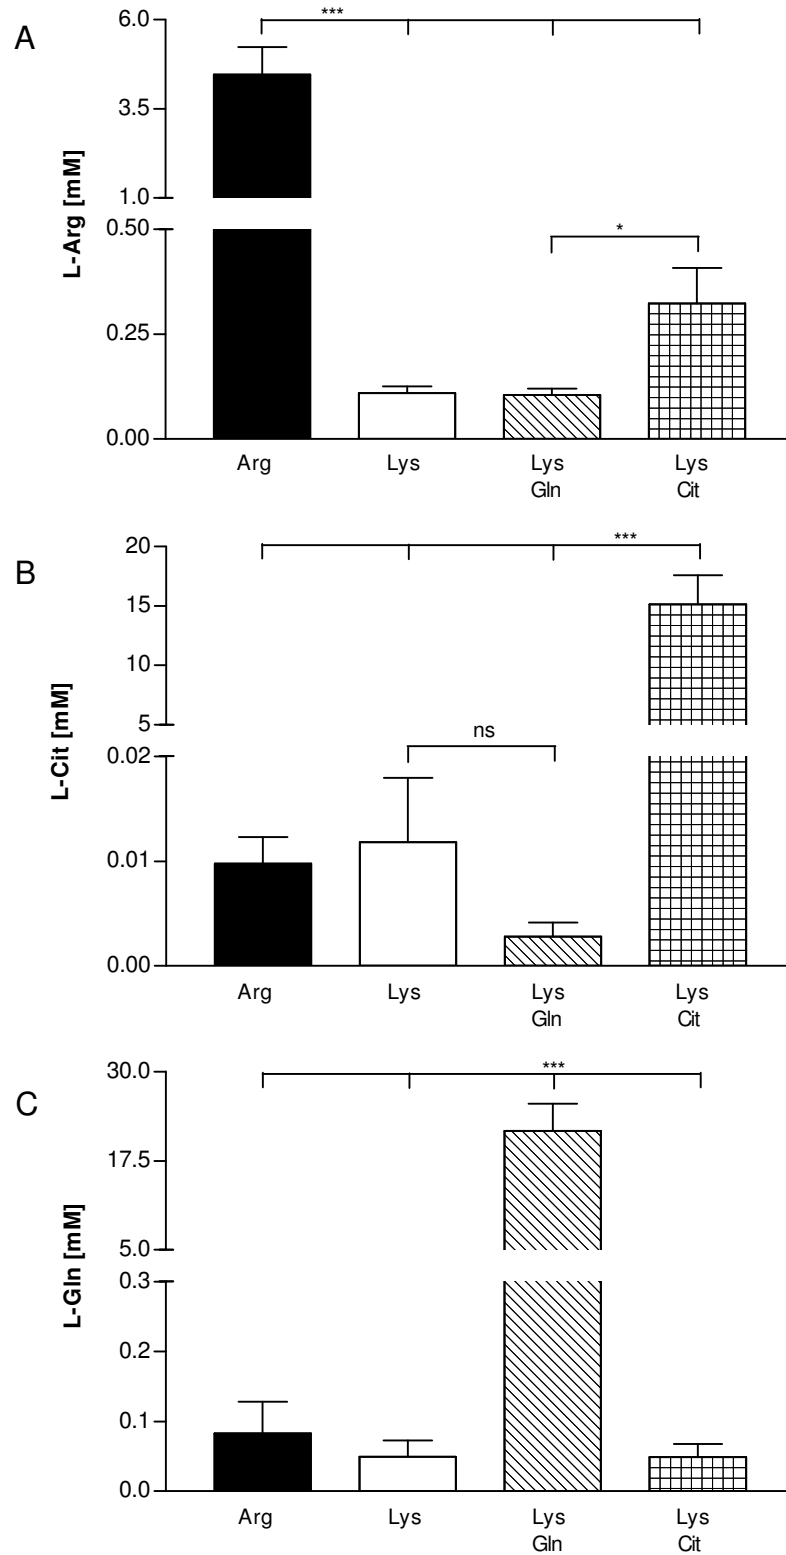 A
***
6.0
3.5
1.0
0.50
0.25
0.00
L-Arg [mM]
*
Arg Lys Lys Lys
Gln Cit
B
***
20
15
10
5
0.02
0.01
0.00
L-Cit [mM]
ns
Arg Lys Lys Lys
Gln Cit
C
***
30.0
17.5
5.0
0.3
0.2
0.1
0.0
L-Gln [mM]
Arg Lys Lys Lys
Gln Cit